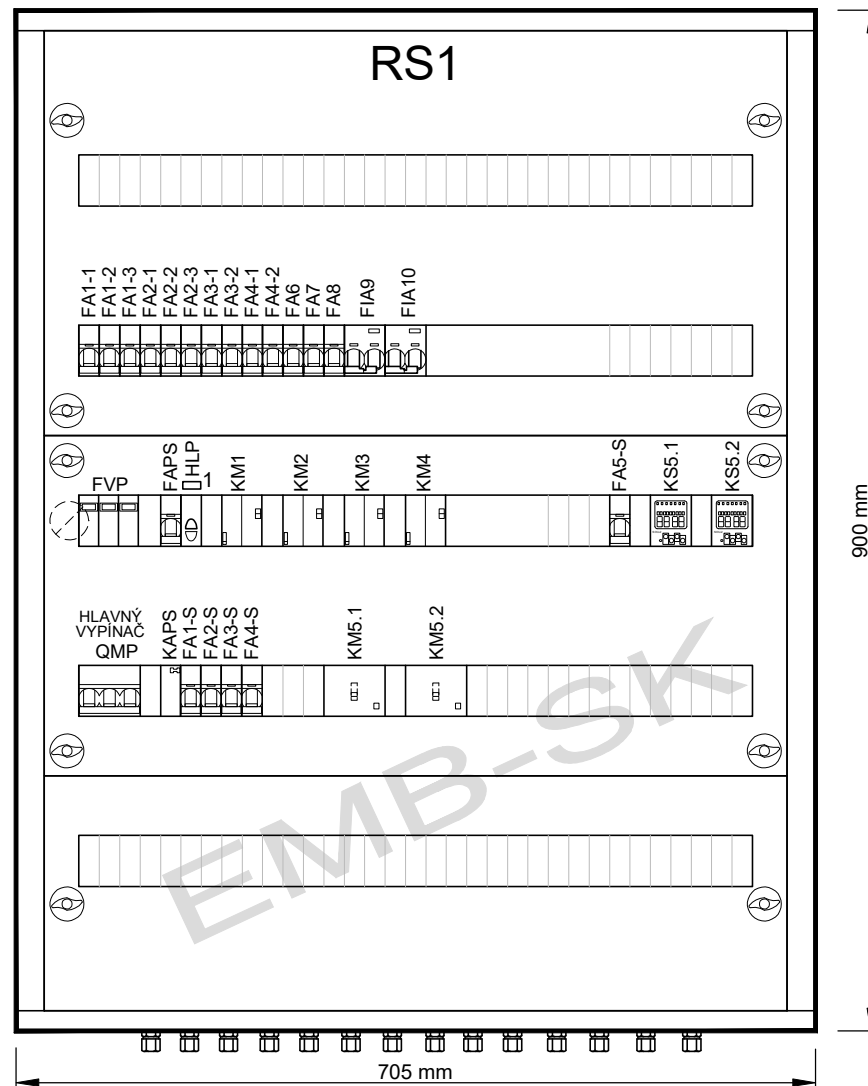 RS1
FA1-1
FA1-2
FA1-3
FA2-1
FA2-2
FA2-3
FA3-1
FA3-2
FA4-1
FA4-2
FA6
FA7
FA8
FIA9
FIA10
FVP
FAPS
HLP
1
KM1
KM2
KM3
KM4
FA5-S
KS5.1
KS5.2
HLAVNÝ
VYPÍNAČ
QMP
KAPS
FA1-S
FA2-S
FA3-S
FA4-S
KM5.1
KM5.2
EMB-SK
900 mm
705 mm